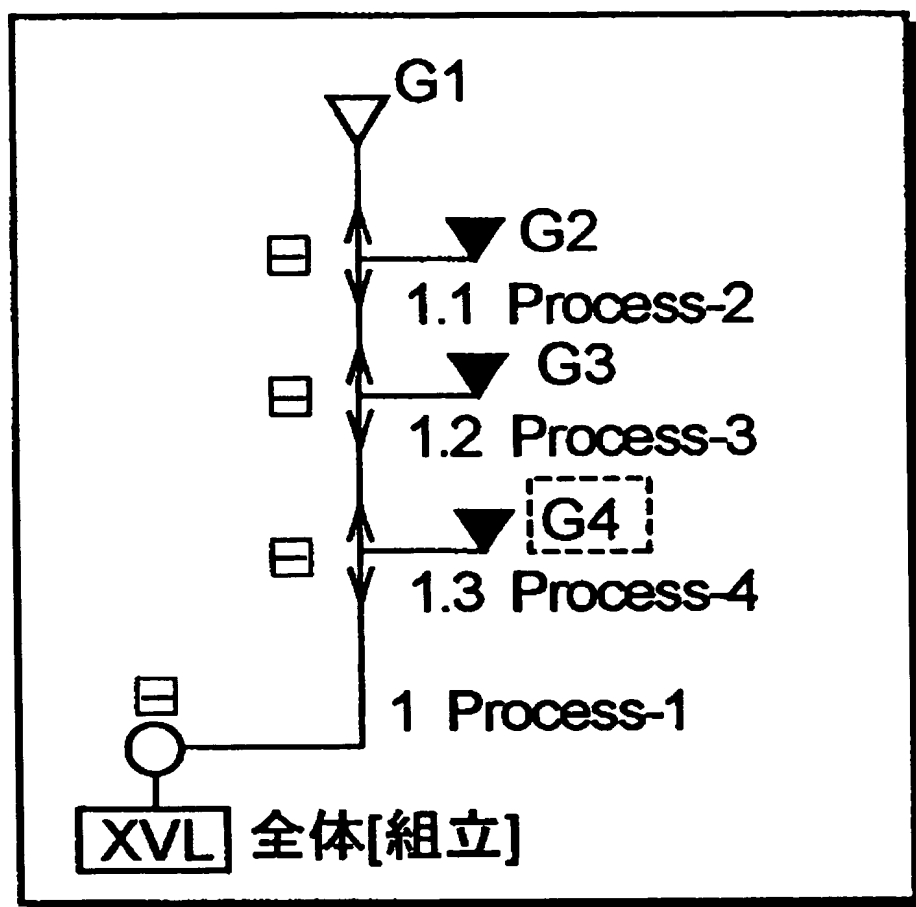 G1
G2
1.1 Process-2
G3
1.2 Process-3
G4
1.3 Process-4
1 Process-1
XVL 全体[組立]